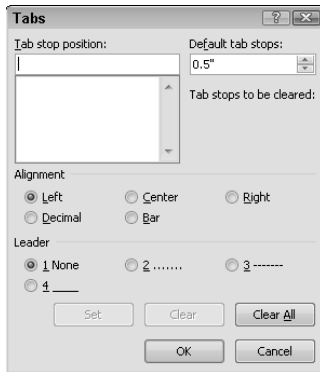 Tabs
Tab stop position: Default tab stops:
0.5"
Tab stops to be cleared:
Alignment
Left Center Right
Decimal Bar
Leader
1 None 2 ....... 3 -------
4 ____
Set Clear Clear All
OK Cancel